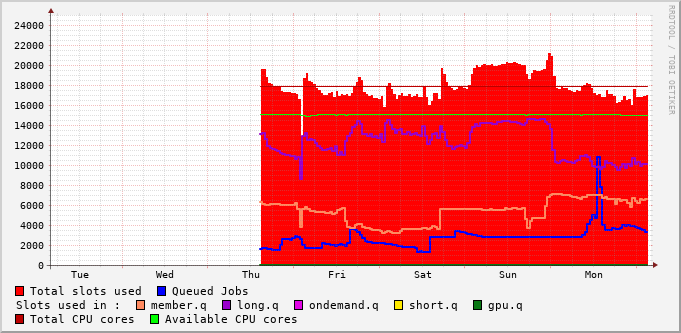 24000
22000
20000
18000
16000
14000
12000
10000
8000
6000
4000
2000
0
Tue Wed Thu Fri Sat Sun Mon
Total slots used Queued Jobs
Slots used in : member.q long.q ondemand.q short.q gpu.q
Total CPU cores Available CPU cores
RRDTOOL / TOBI OETIKER